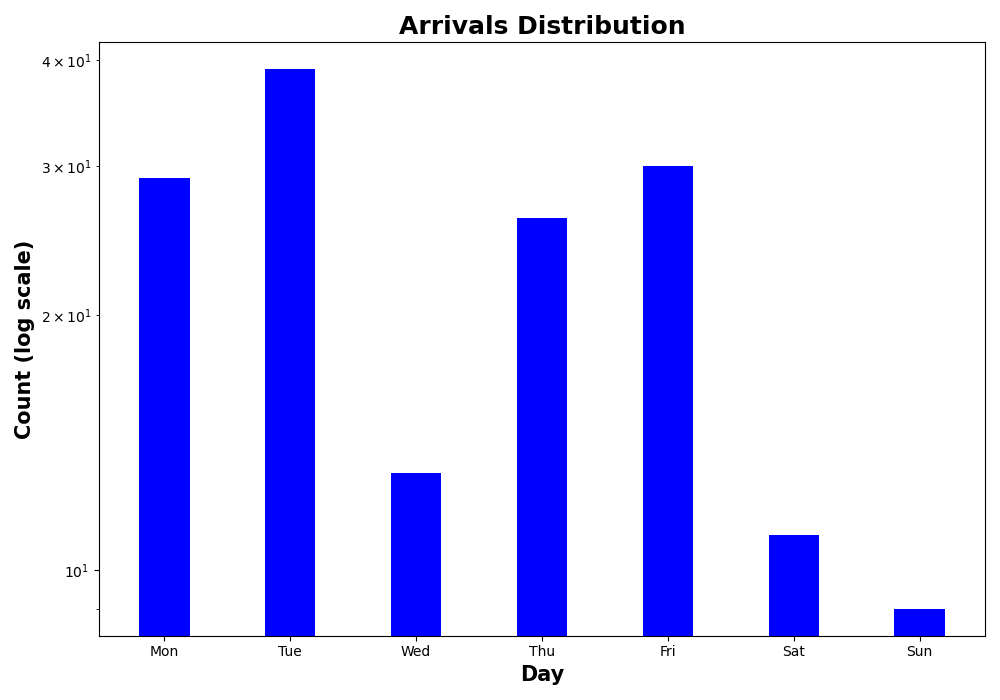 Arrivals Distribution
4 × 10¹
3 × 10¹
2 × 10¹
10¹
Count (log scale)
Mon Tue Wed Thu Fri Sat Sun
Day